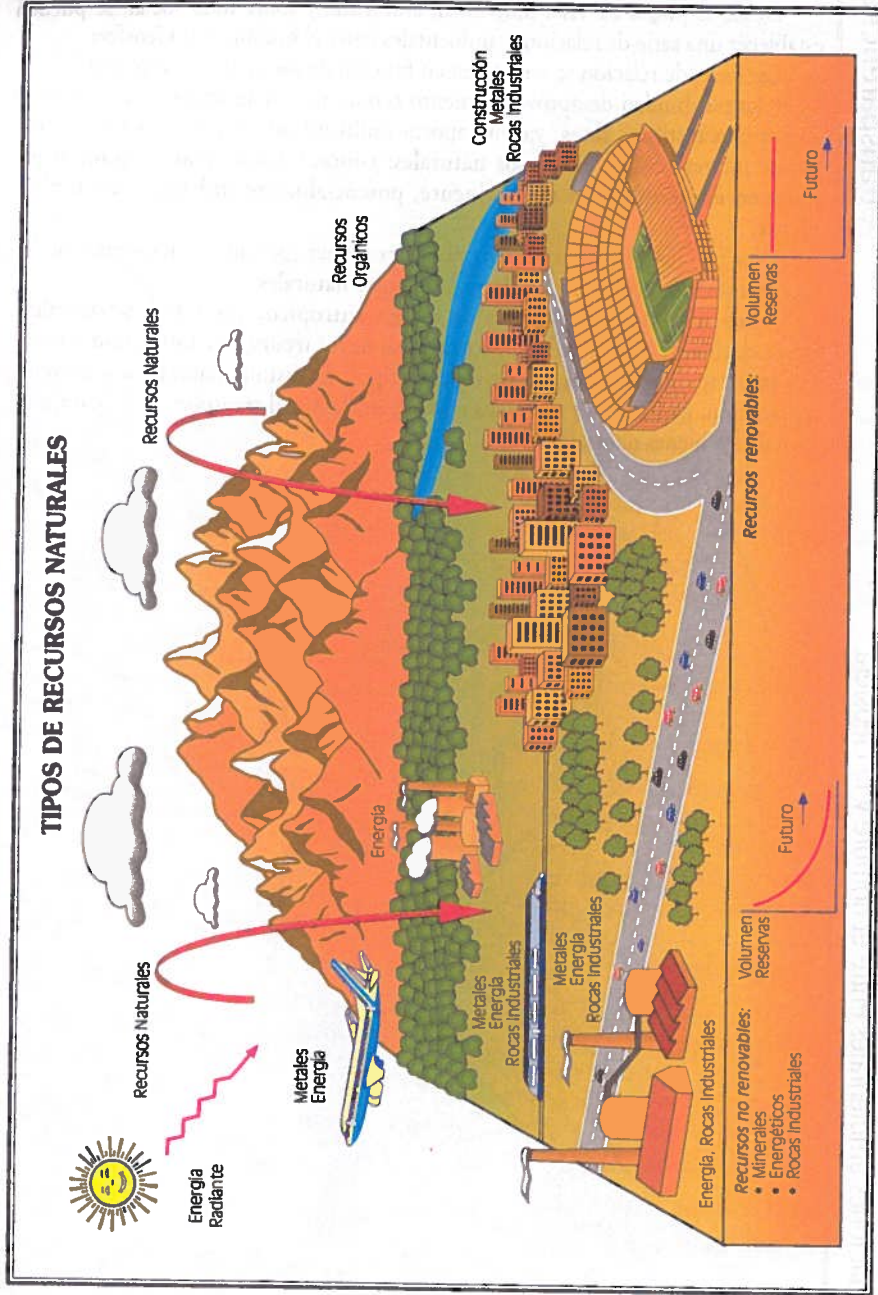 TIPOS DE RECURSOS NATURALES
Energía
Radiante
Recursos Naturales
Recursos Naturales
Metales
Energía
Energía
Recursos
Orgánicos
Construcción
Metales
Rocas Industriales
Metales
Energía
Rocas Industriales
Metales
Energía
Rocas Industriales
Energía, Rocas Industriales
Recursos no renovables:
• Minerales
• Energéticos
• Rocas Industriales
Volumen
Reservas
Futuro
Recursos renovables:
Volumen
Reservas
Futuro